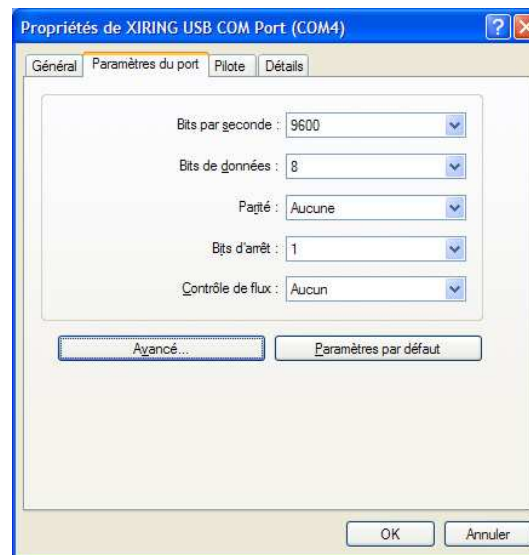 Propriétés de XIRING USB COM Port (COM4)
Général Paramètres du port Pilote Détails
Bits par seconde : 9600
Bits de données : 8
Parité : Aucune
Bits d'arrêt : 1
Contrôle de flux : Aucun
Avancé... Paramètres par défaut
OK Annuler